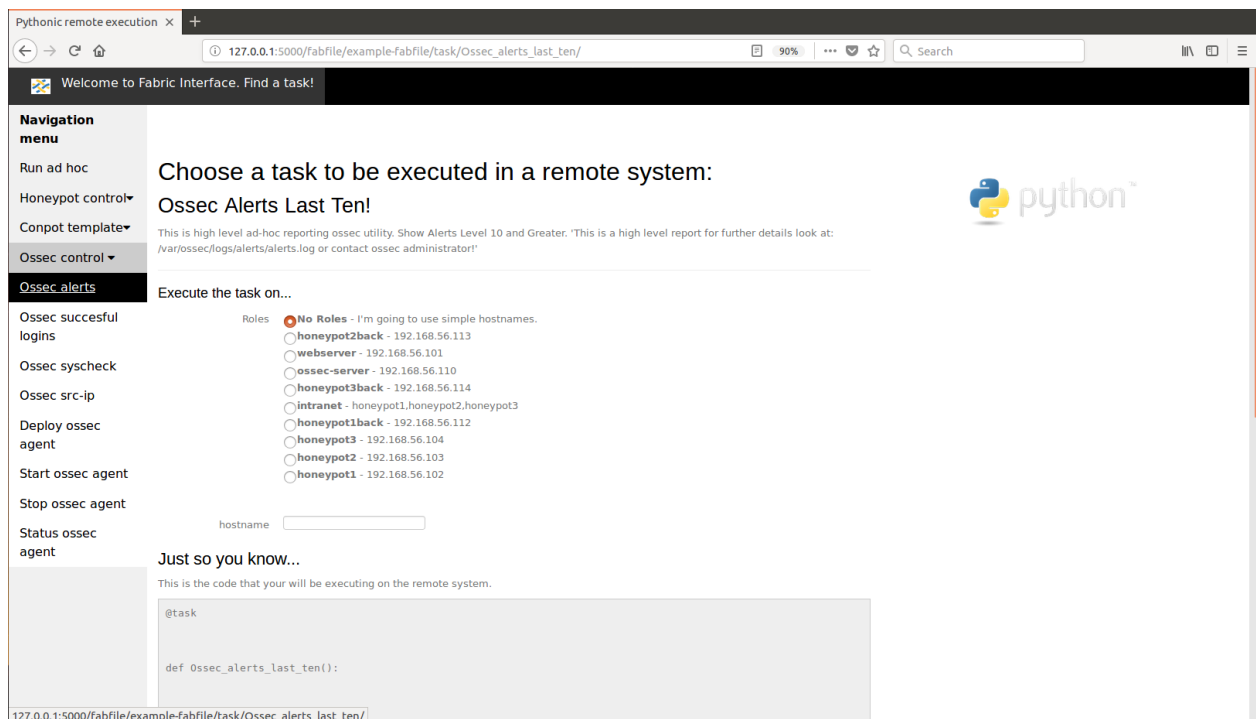 Pythonic remote execution
127.0.0.1:5000/fabfile/example-fabfile/task/Ossec_alerts_last_ten/
90%
Search
Welcome to Fabric Interface. Find a task!
Navigation
menu
Run ad hoc
Honeypot control
Conpot template
Ossec control
Ossec alerts
Ossec succesful
logins
Ossec syscheck
Ossec src-ip
Deploy ossec
agent
Start ossec agent
Stop ossec agent
Status ossec
agent
Choose a task to be executed in a remote system:
Ossec Alerts Last Ten!
This is high level ad-hoc reporting ossec utility. Show Alerts Level 10 and Greater. 'This is a high level report for further details look at:
/var/ossec/logs/alerts/alerts.log or contact ossec administrator!'
Execute the task on...
Roles
No Roles - I'm going to use simple hostnames.
honeypot2back - 192.168.56.113
webserver - 192.168.56.101
ossec-server - 192.168.56.110
honeypot3back - 192.168.56.114
intranet - honeypot1,honeypot2,honeypot3
honeypot1back - 192.168.56.112
honeypot3 - 192.168.56.104
honeypot2 - 192.168.56.103
honeypot1 - 192.168.56.102
hostname
Just so you know...
This is the code that your will be executing on the remote system.
@task
def Ossec_alerts_last_ten():
python™
127.0.0.1:5000/fabfile/example-fabfile/task/Ossec_alerts_last_ten/